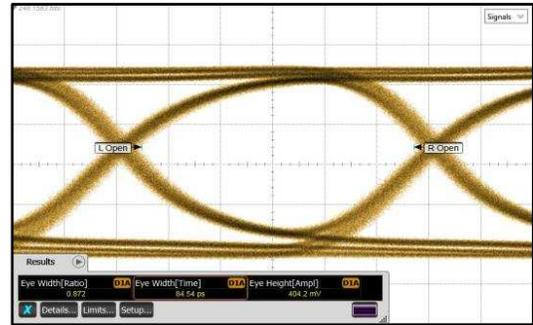 Signals
L Open
R Open
Results
Eye Width[Ratio] D1A Eye Width[Time] D1A Eye Height[Ampl] D1A
0.872 84.54 ps 404.2 mV
X Details... Limits... Setup...